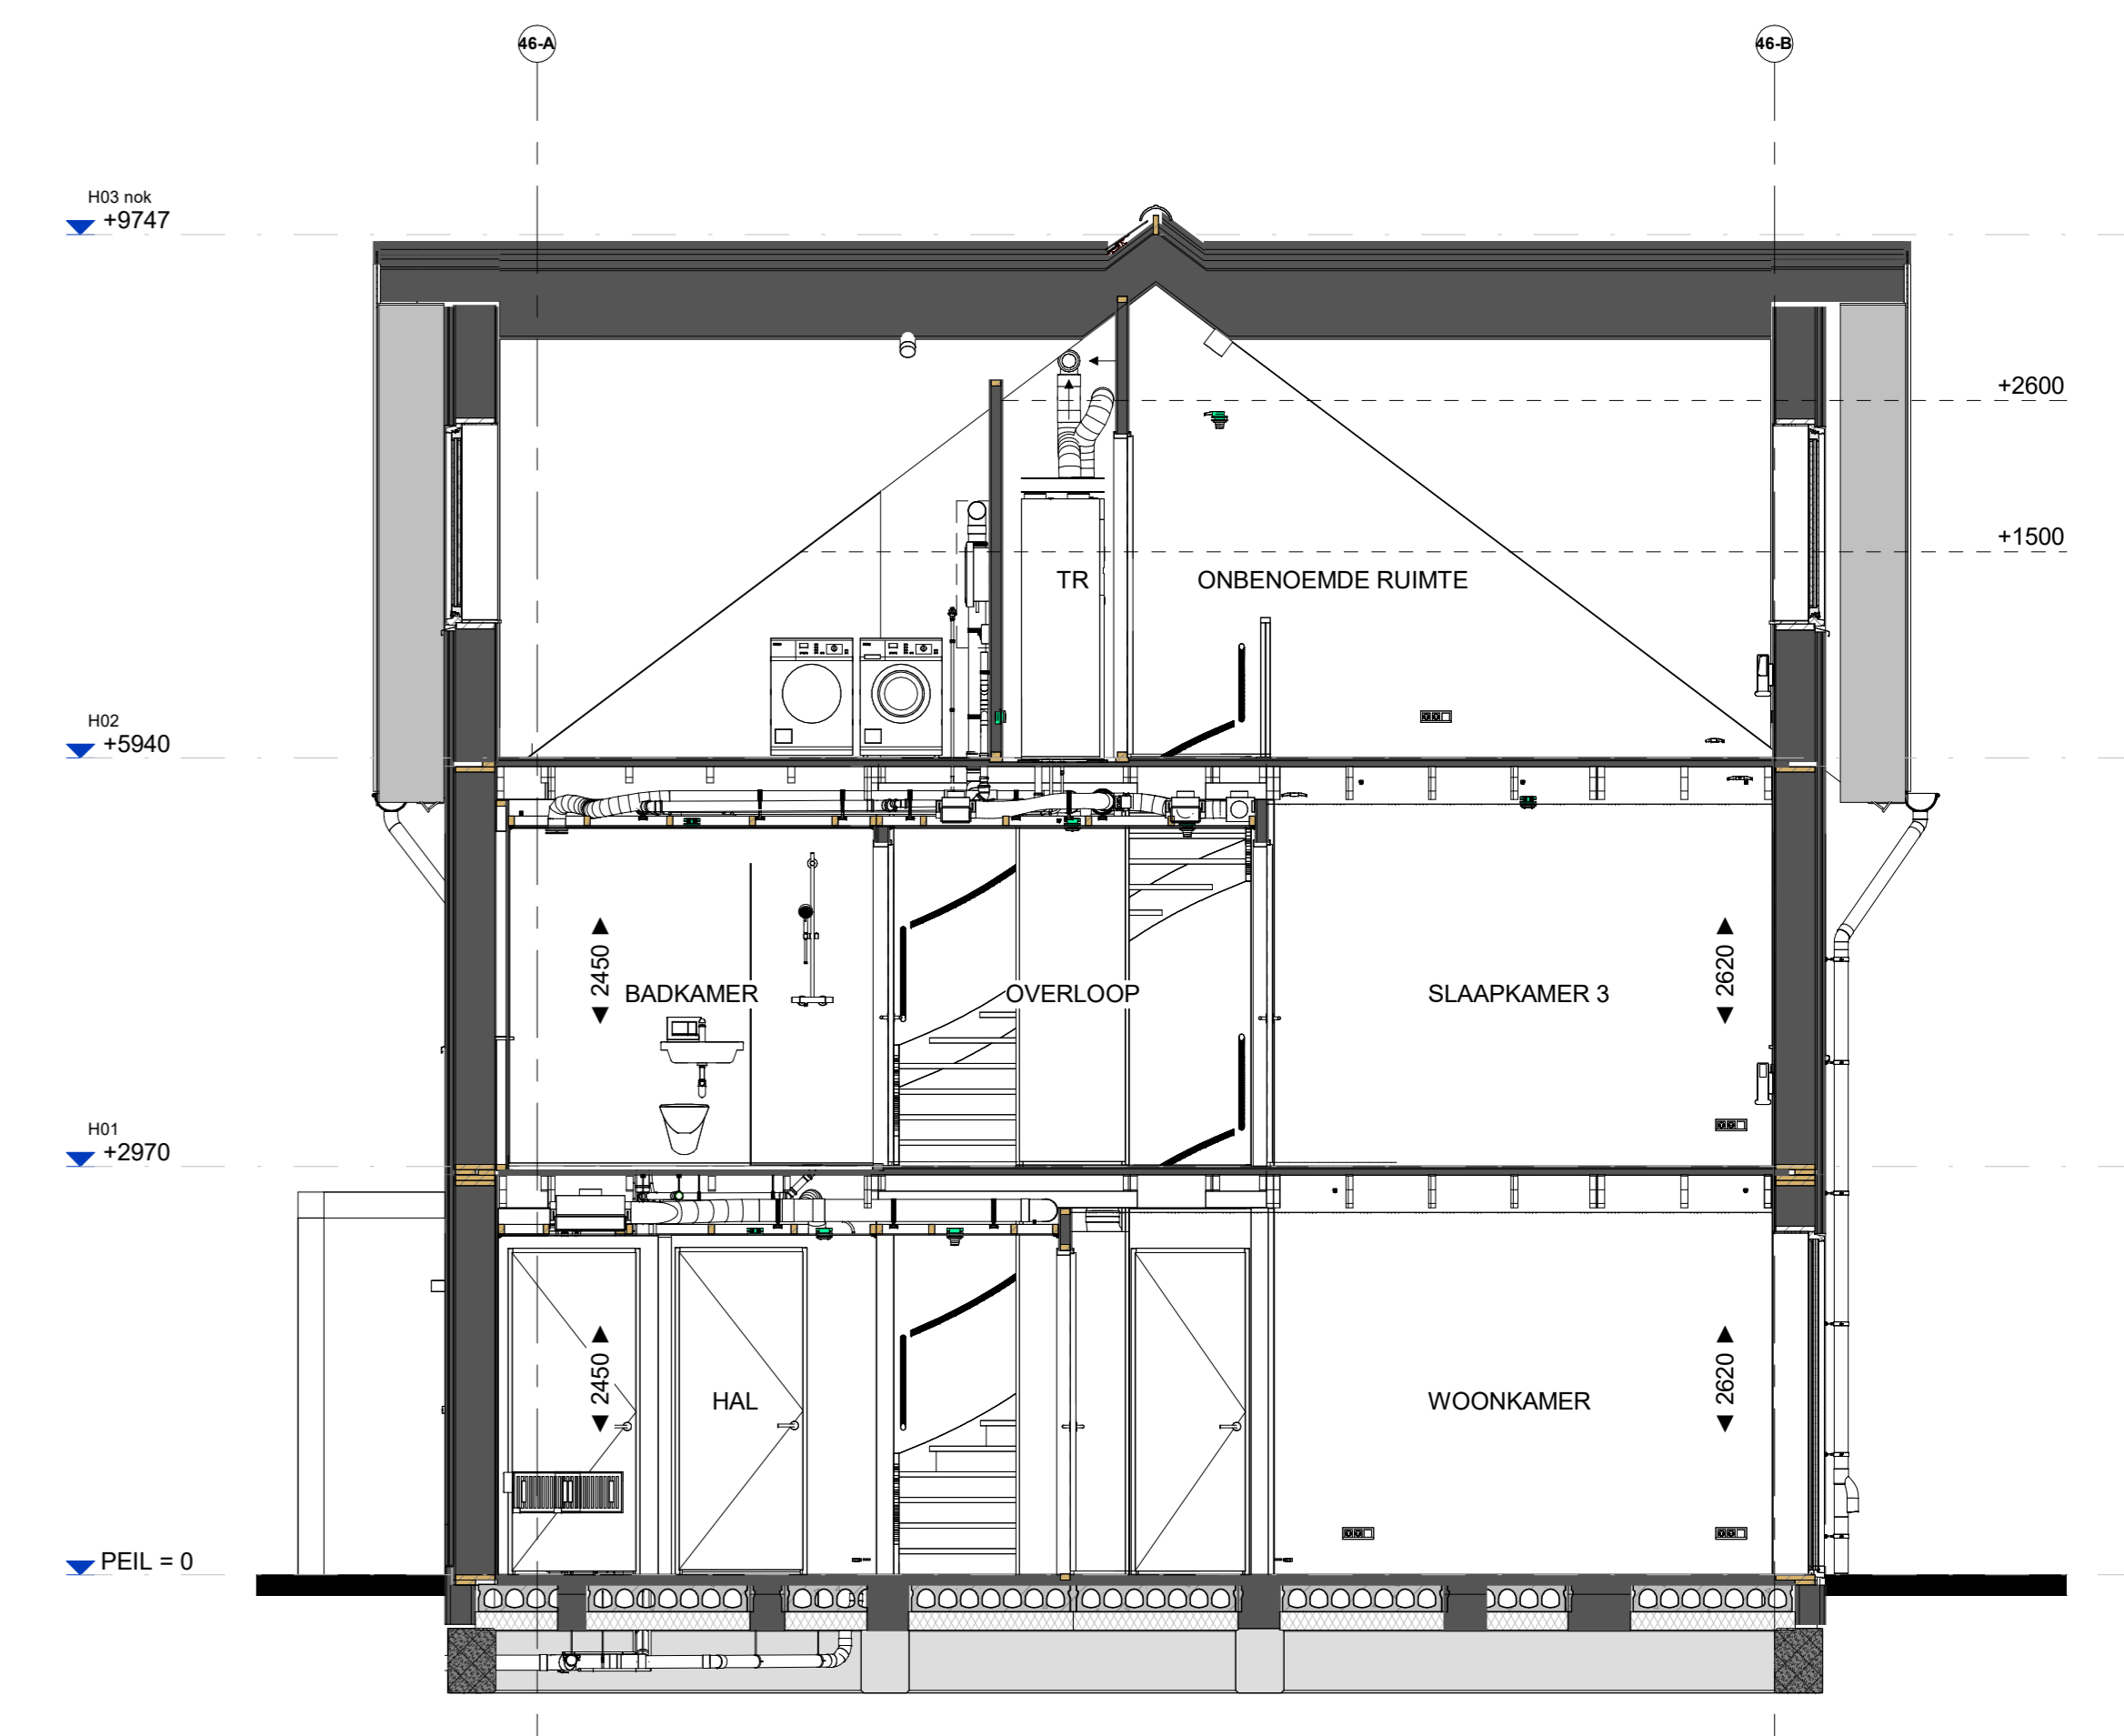 46-A
46-B
H03 nok
+9747
+2600
+1500
TR
ONBENOEMDE RUIMTE
H02
+5940
2450
BADKAMER
OVERLOOP
SLAAPKAMER 3
2620
H01
+2970
2450
HAL
WOONKAMER
2620
PEIL = 0